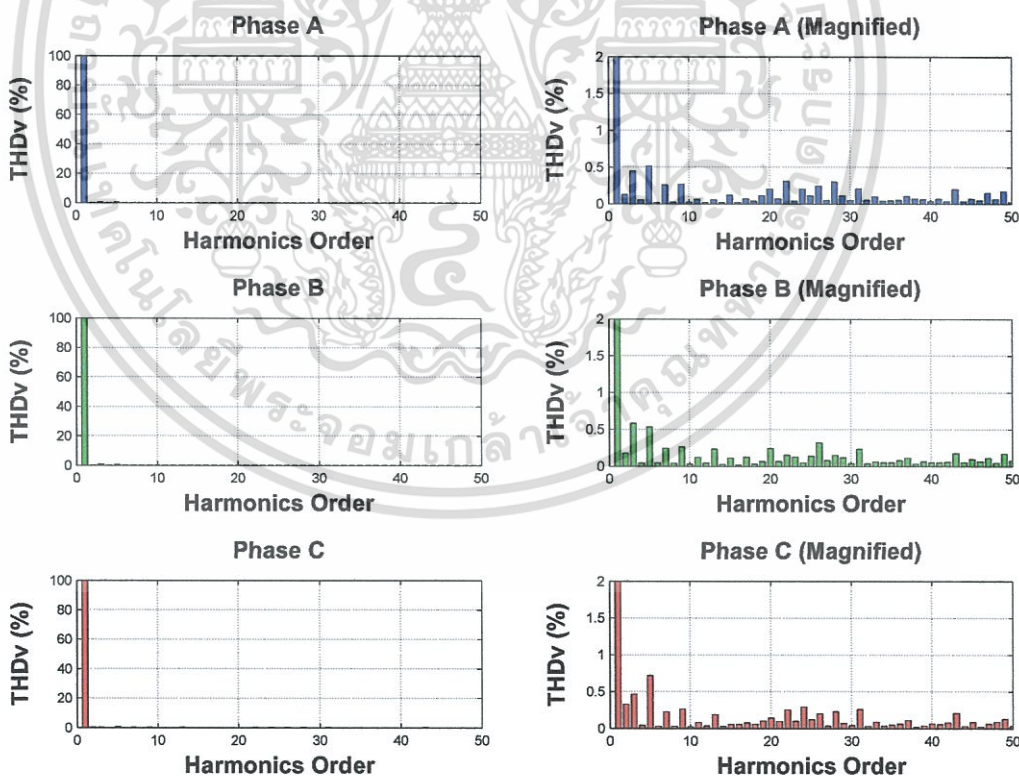 Phase A
THDv (%)
100
80
60
40
20
0
0 10 20 30 40 50
Harmonics Order
Phase A (Magnified)
THDv (%)
2
1.5
1
0.5
0
0 10 20 30 40 50
Harmonics Order
Phase B
THDv (%)
100
80
60
40
20
0
0 10 20 30 40 50
Harmonics Order
Phase B (Magnified)
THDv (%)
2
1.5
1
0.5
0
0 10 20 30 40 50
Harmonics Order
Phase C
THDv (%)
100
80
60
40
20
0
0 10 20 30 40 50
Harmonics Order
Phase C (Magnified)
THDv (%)
2
1.5
1
0.5
0
0 10 20 30 40 50
Harmonics Order